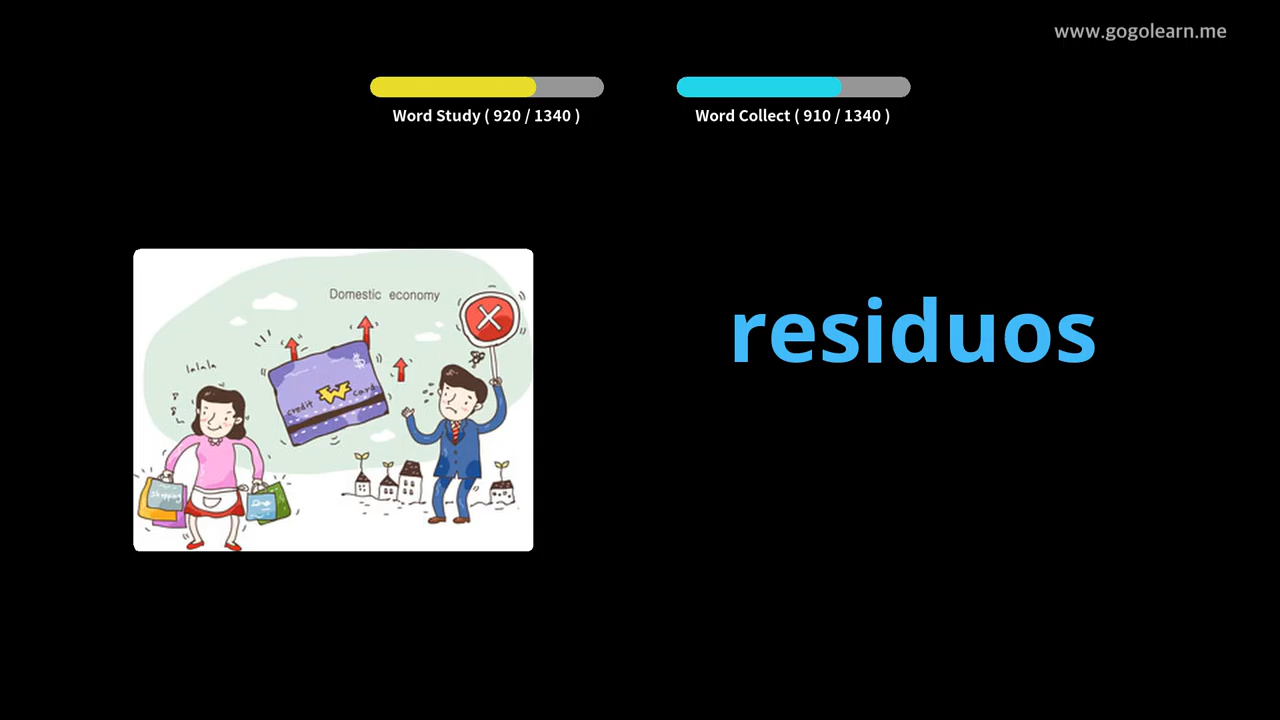 www.gogolearn.me
Word Study ( 920 / 1340 )
Word Collect ( 910 / 1340 )
Domestic economy
lalala
$
W
credit card
Shopping
residuos